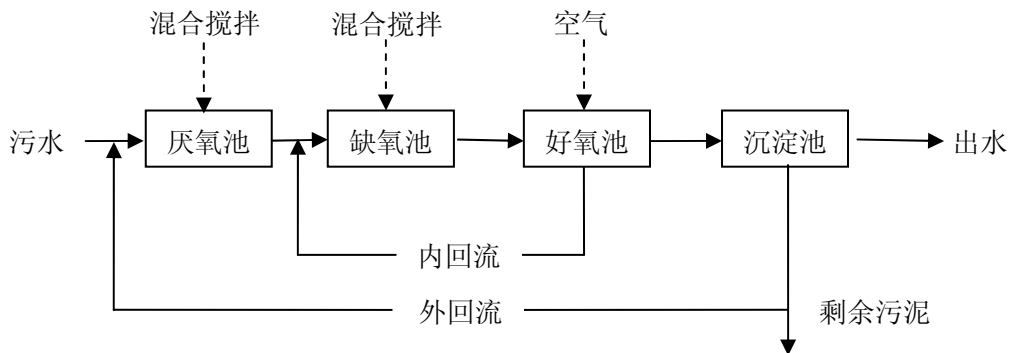 混合搅拌
混合搅拌
空气
污水
厌氧池
缺氧池
好氧池
沉淀池
出水
内回流
外回流
剩余污泥